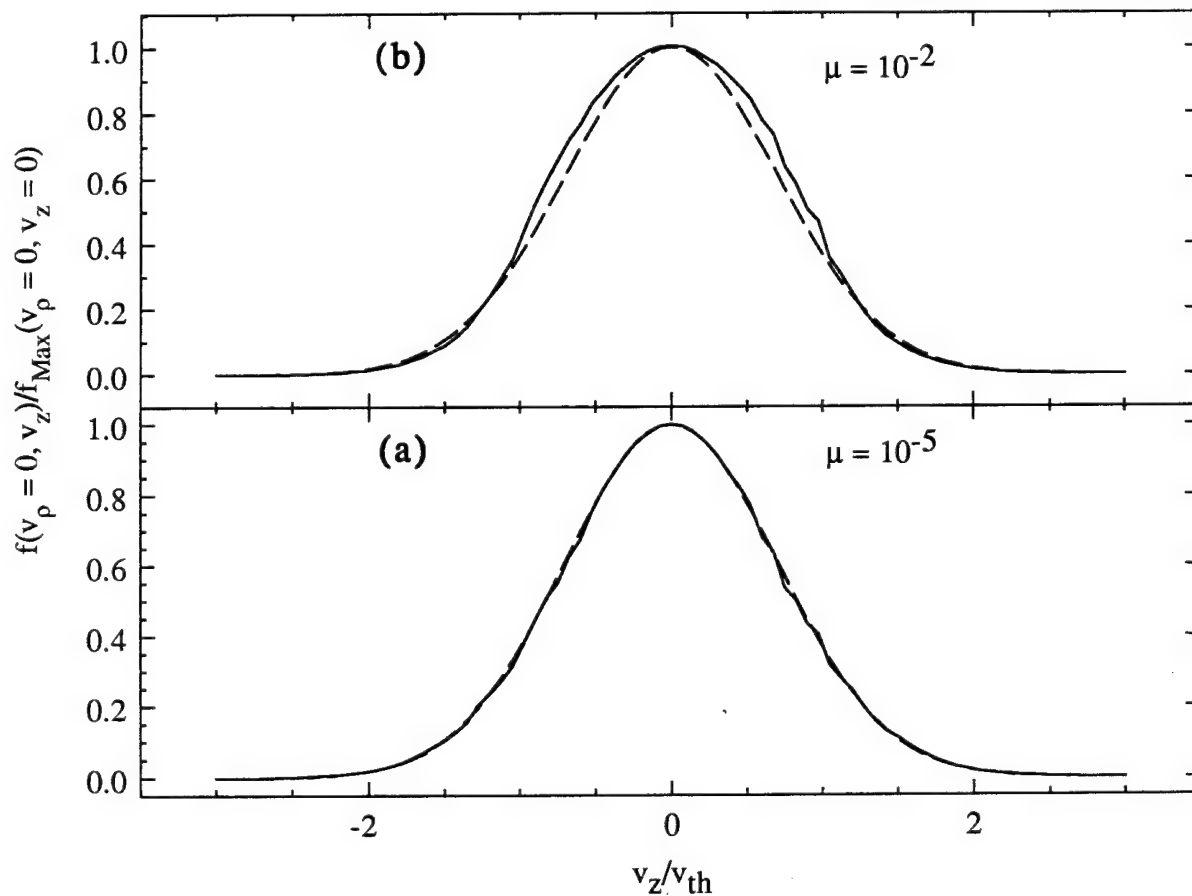 f(v_ρ = 0, v_z)/f_Max(v_ρ = 0, v_z = 0)
(b)
μ = 10^-2
1.0
0.8
0.6
0.4
0.2
0.0
(a)
μ = 10^-5
1.0
0.8
0.6
0.4
0.2
0.0
-2 0 2
v_z/v_th